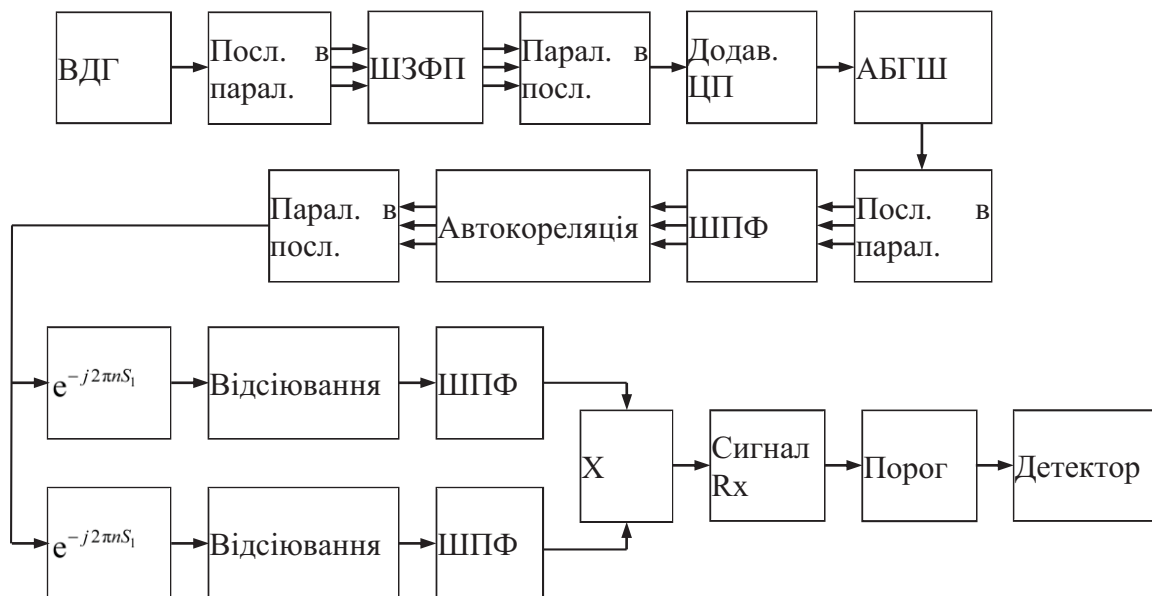 ВДГ
Посл. в
парал.
ШЗФП
Парал. в
посл.
Додав.
ЦП
АБГШ
Парал. в
посл.
Автокореляція
ШПФ
Посл. в
парал.
e^{-j2πnS_1}
Відсіювання
ШПФ
X
Сигнал
Rx
Порог
Детектор
e^{-j2πnS_1}
Відсіювання
ШПФ